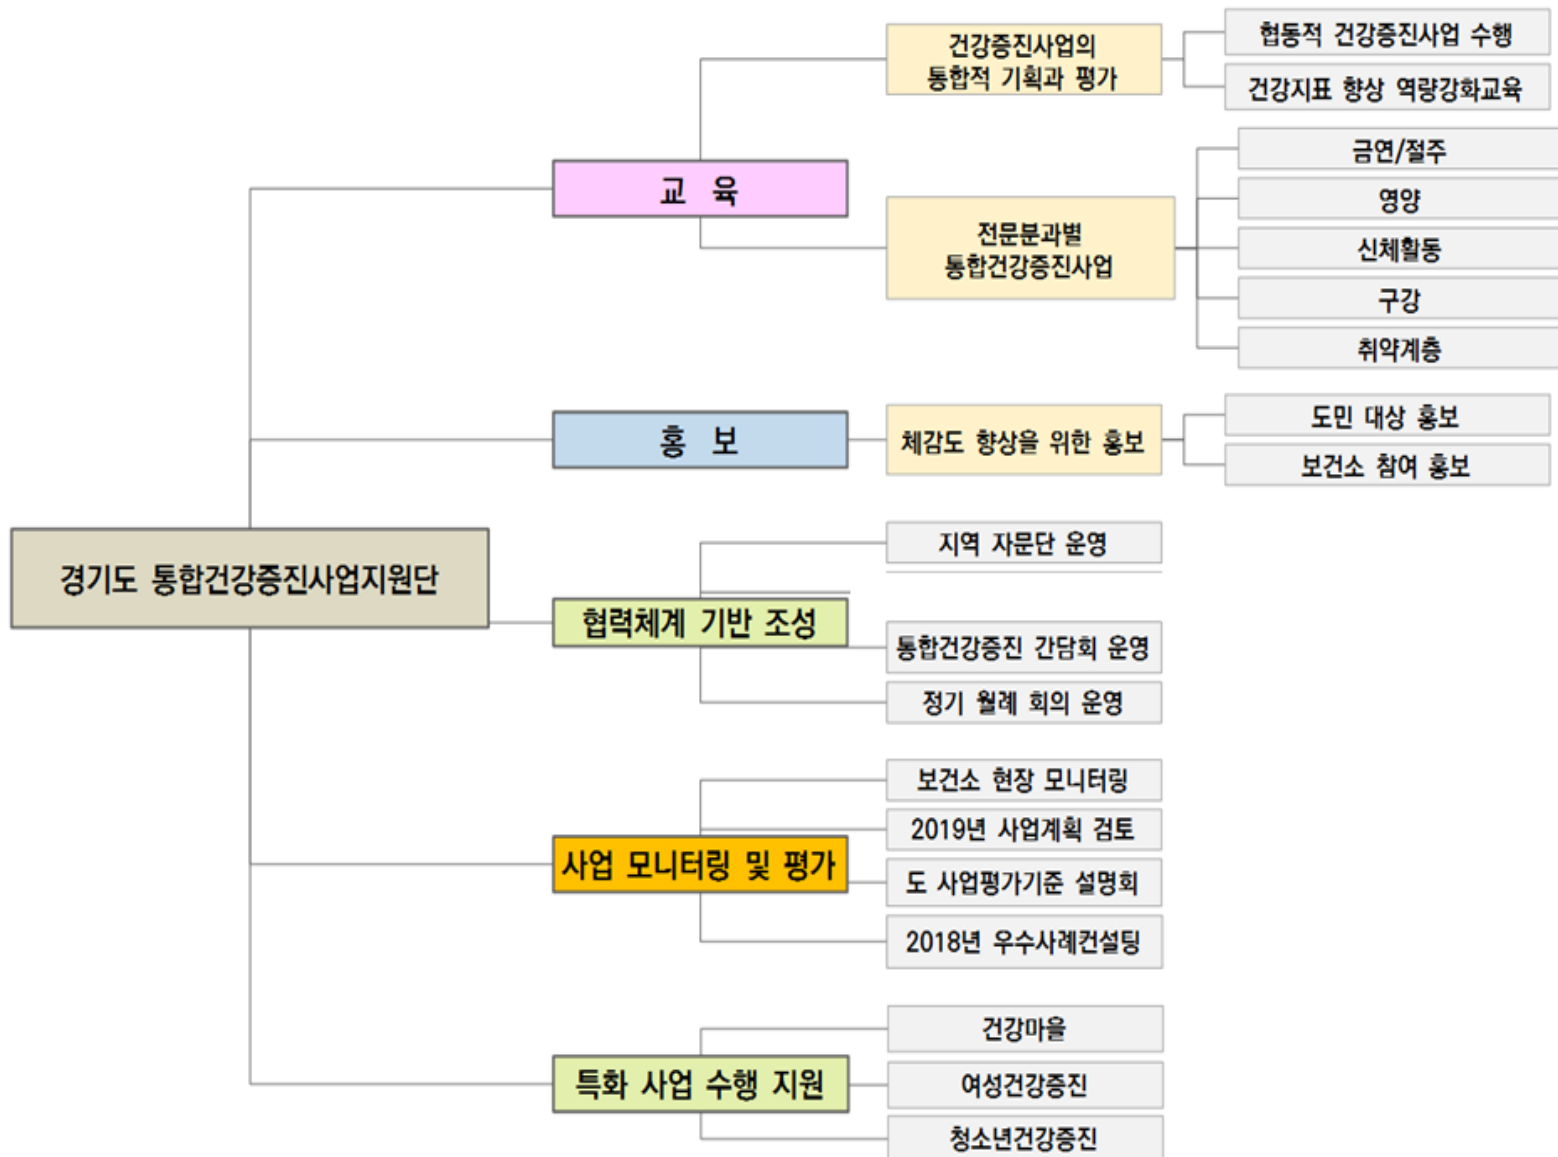 경기도 통합건강증진사업지원단
교 육
건강증진사업의
통합적 기획과 평가
협동적 건강증진사업 수행
건강지표 향상 역량강화교육
전문분과별
통합건강증진사업
금연/절주
영양
신체활동
구강
취약계층
홍 보
체감도 향상을 위한 홍보
도민 대상 홍보
보건소 참여 홍보
협력체계 기반 조성
지역 자문단 운영
통합건강증진 간담회 운영
정기 월례 회의 운영
사업 모니터링 및 평가
보건소 현장 모니터링
2019년 사업계획 검토
도 사업평가기준 설명회
2018년 우수사례컨설팅
특화 사업 수행 지원
건강마을
여성건강증진
청소년건강증진